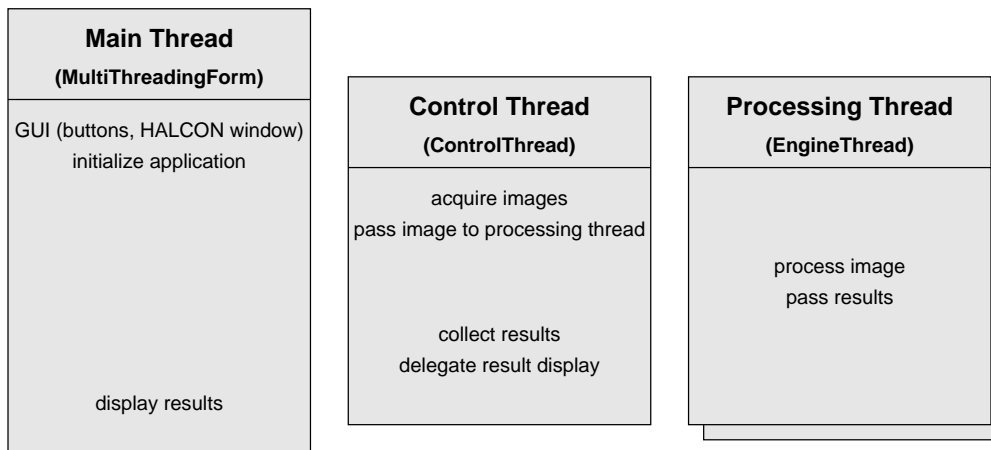 Main Thread
(MultiThreadingForm)
GUI (buttons, HALCON window)
initialize application
display results
Control Thread
(ControlThread)
acquire images
pass image to processing thread
collect results
delegate result display
Processing Thread
(EngineThread)
process image
pass results